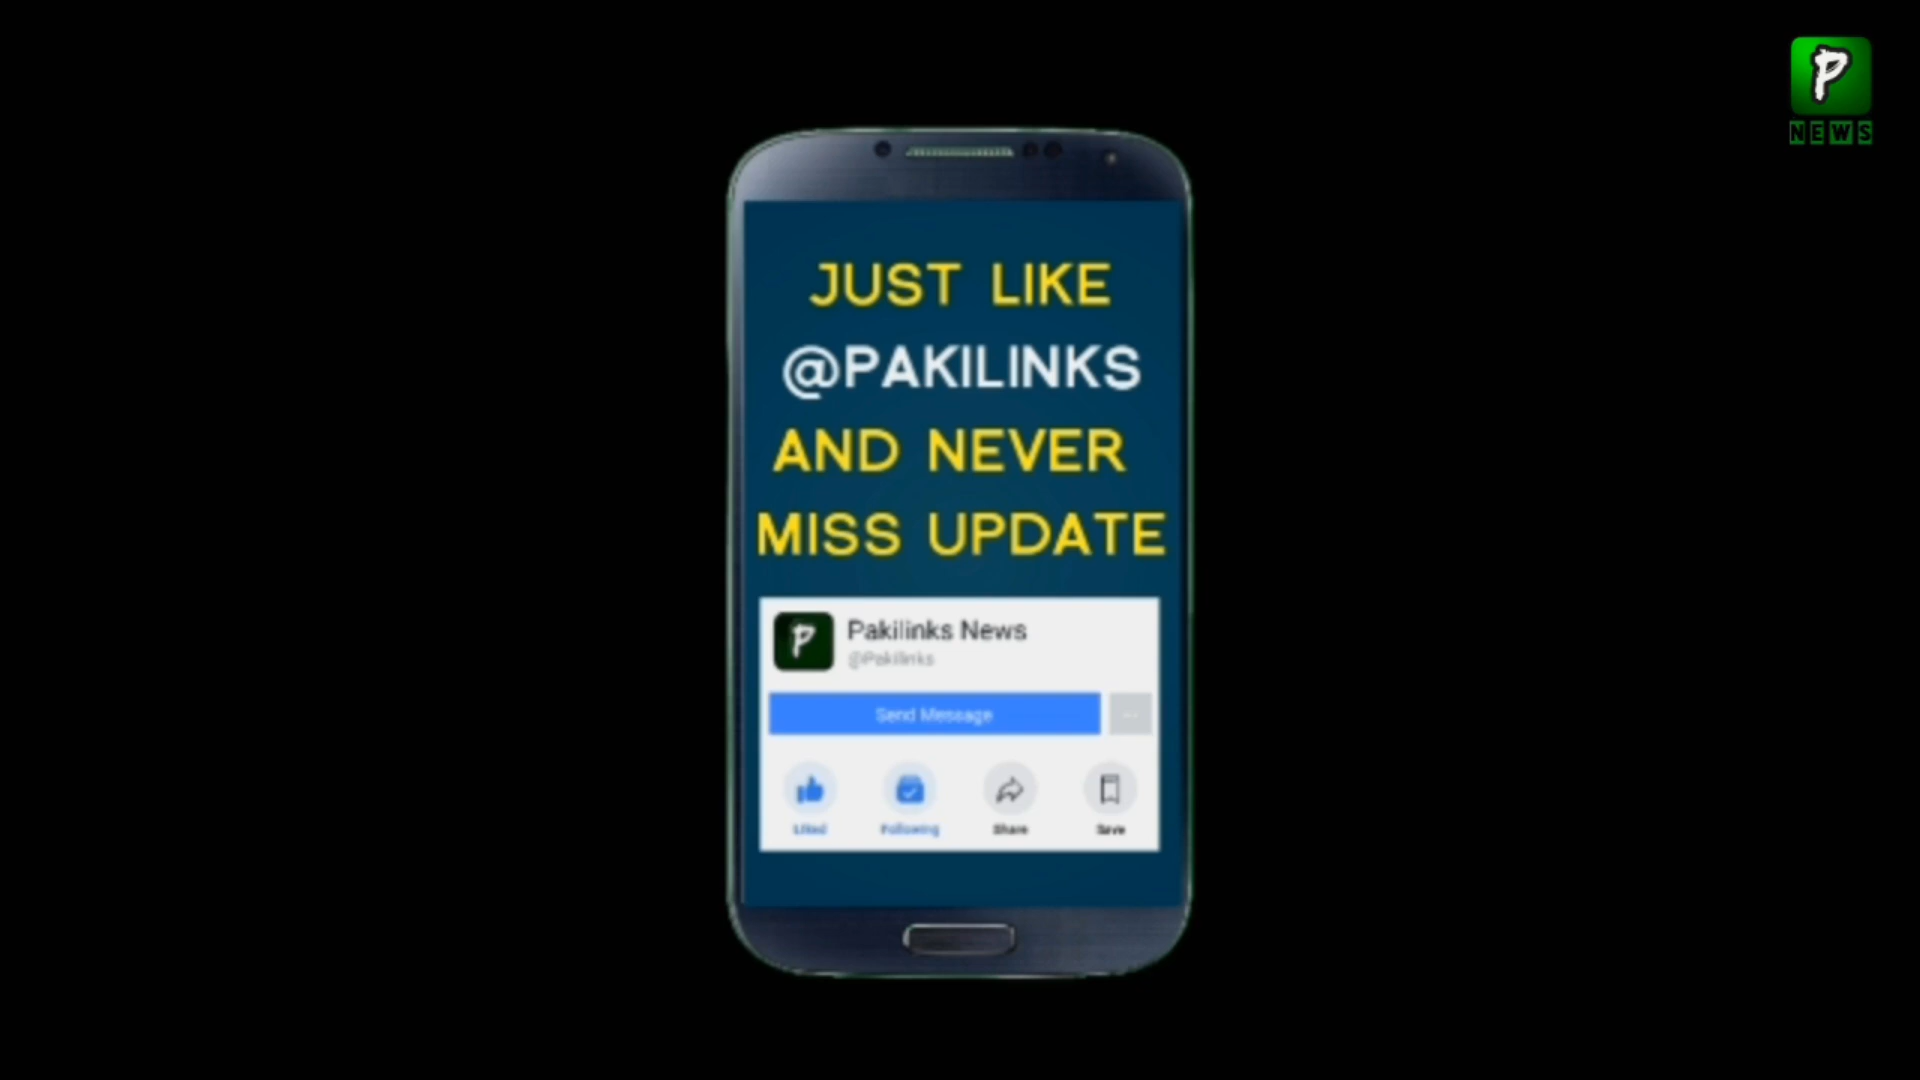 P
NEWS
JUST LIKE
@PAKILINKS
AND NEVER
MISS UPDATE
P
Pakilinks News
@Pakilinks
Send Message
...
Liked
Following
Share
Save